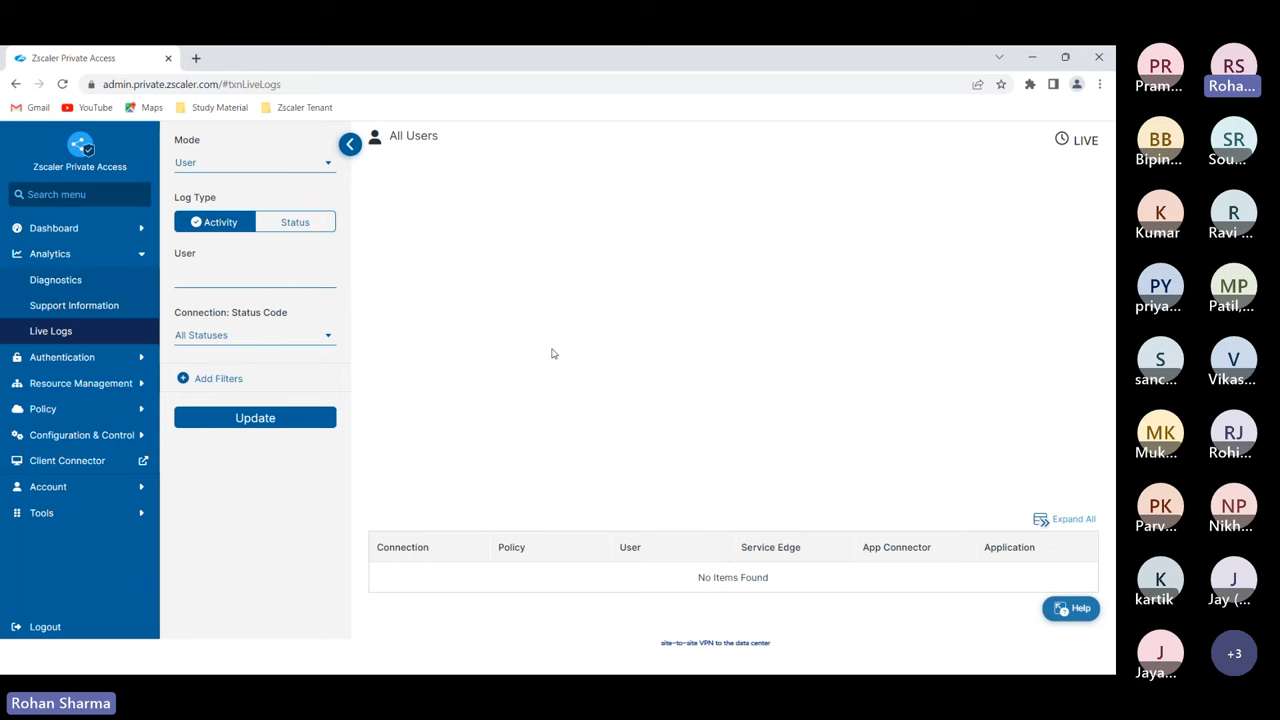 Zscaler Private Access
admin.private.zscaler.com/#txnLiveLogs
Gmail
YouTube
Maps
Study Material
Zscaler Tenant
Zscaler Private Access
Search menu
Dashboard
Analytics
Diagnostics
Support Information
Live Logs
Authentication
Resource Management
Policy
Configuration & Control
Client Connector
Account
Tools
Logout
Mode
User
Log Type
Activity
Status
User
Connection: Status Code
All Statuses
Add Filters
Update
All Users
LIVE
Expand All
Connection Policy User Service Edge App Connector Application
No Items Found
Help
site-to-site VPN to the data center
PR
Pram...
RS
Roha...
BB
Bipin...
SR
Sou...
K
Kumar
R
Ravi ...
PY
priya...
MP
Patil,...
S
sanc...
V
Vikas...
MK
Muk...
RJ
Rohi...
PK
Parv...
NP
Nikh...
K
kartik
J
Jay (...
J
Jaya...
+3
Rohan Sharma